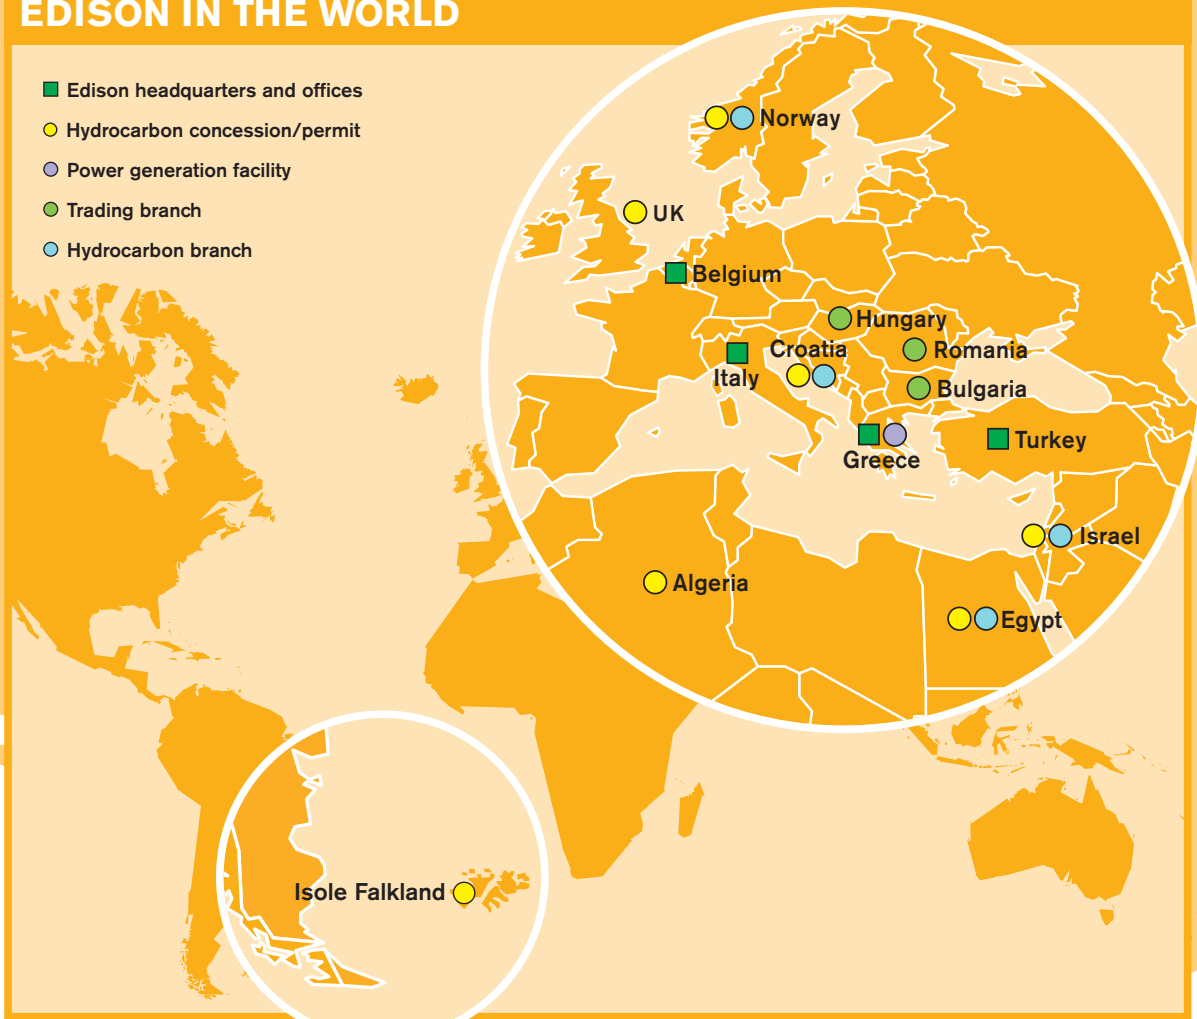 EDISON IN THE WORLD
Edison headquarters and offices
Hydrocarbon concession/permit
Power generation facility
Trading branch
Hydrocarbon branch
Norway
UK
Belgium
Hungary
Croatia
Romania
Italy
Bulgaria
Turkey
Greece
Israel
Algeria
Egypt
Isole Falkland